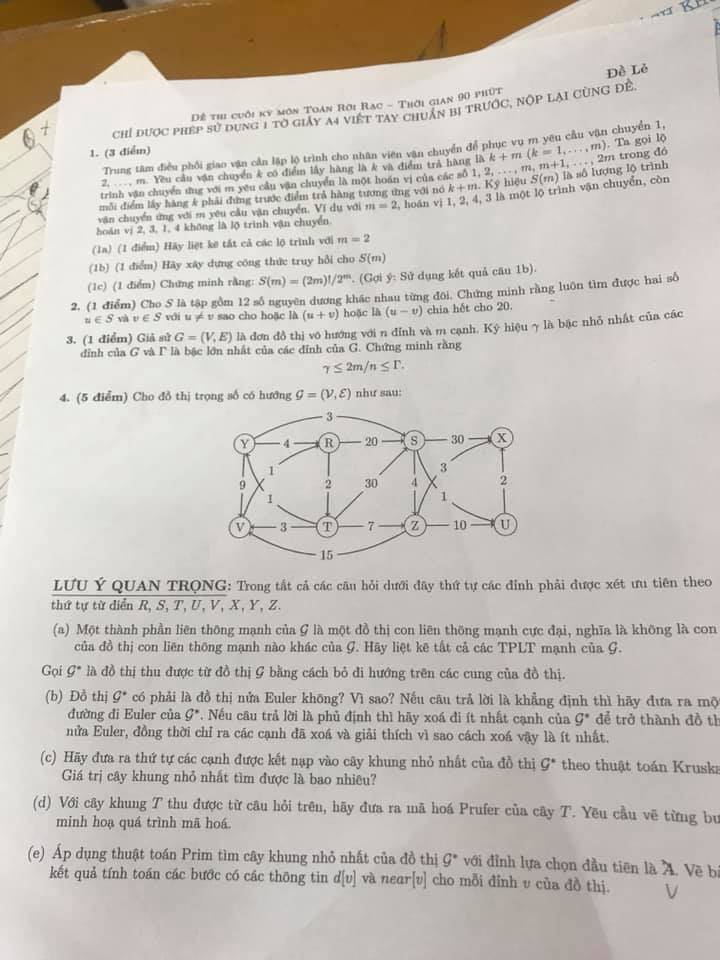 Đề Lẻ
ĐỀ THI CUỐI KỲ MÔN TOÁN RỜI RẠC – THỜI GIAN 90 PHÚT
CHỈ ĐƯỢC PHÉP SỬ DỤNG 1 TỜ GIẤY A4 VIẾT TAY CHUẨN BỊ TRƯỚC, NỘP LẠI CÙNG ĐỀ.
1. (3 điểm)
Trung tâm điều phối giao vận cần lập lộ trình cho nhân viên vận chuyển để phục vụ m yêu cầu vận chuyển 1,
2, ..., m. Yêu cầu vận chuyển k có điểm lấy hàng là k và điểm trả hàng là k + m (k = 1, ..., m). Ta gọi lộ
trình vận chuyển ứng với m yêu cầu vận chuyển là một hoán vị của các số 1, 2, ..., m, m+1, ..., 2m trong đó
mỗi điểm lấy hàng k phải đứng trước điểm trả hàng tương ứng với nó k+m. Ký hiệu S(m) là số lượng lộ trình
vận chuyển ứng với m yêu cầu vận chuyển. Ví dụ với m = 2, hoán vị 1, 2, 4, 3 là một lộ trình vận chuyển, còn
hoán vị 2, 3, 1, 4 không là lộ trình vận chuyển.
(1a) (1 điểm) Hãy liệt kê tất cả các lộ trình với m = 2
(1b) (1 điểm) Hãy xây dựng công thức truy hồi cho S(m)
(1c) (1 điểm) Chứng minh rằng: S(m) = (2m)!/2^m. (Gợi ý: Sử dụng kết quả câu 1b).
2. (1 điểm) Cho S là tập gồm 12 số nguyên dương khác nhau từng đôi. Chứng minh rằng luôn tìm được hai số
u ∈ S và v ∈ S với u ≠ v sao cho hoặc là (u + v) hoặc là (u − v) chia hết cho 20.
3. (1 điểm) Giả sử G = (V, E) là đơn đồ thị vô hướng với n đỉnh và m cạnh. Ký hiệu γ là bậc nhỏ nhất của các
đỉnh của G và Γ là bậc lớn nhất của các đỉnh của G. Chứng minh rằng
γ ≤ 2m/n ≤ Γ.
4. (5 điểm) Cho đồ thị trọng số có hướng G = (V, E) như sau:
3
Y 4 R 20 S 30 X
1 3
9 2 30 4 2
1 1
V 3 T 7 Z 10 U
15
LƯU Ý QUAN TRỌNG: Trong tất cả các câu hỏi dưới đây thứ tự các đỉnh phải được xét ưu tiên theo
thứ tự từ điển R, S, T, U, V, X, Y, Z.
(a) Một thành phần liên thông mạnh của G là một đồ thị con liên thông mạnh cực đại, nghĩa là không là con
của đồ thị con liên thông mạnh nào khác của G. Hãy liệt kê tất cả các TPLT mạnh của G.
Gọi G* là đồ thị thu được từ đồ thị G bằng cách bỏ đi hướng trên các cung của đồ thị.
(b) Đồ thị G* có phải là đồ thị nửa Euler không? Vì sao? Nếu câu trả lời là khẳng định thì hãy đưa ra mộ
đường đi Euler của G*. Nếu câu trả lời là phủ định thì hãy xoá đi ít nhất cạnh của G* để trở thành đồ th
nửa Euler, đồng thời chỉ ra các cạnh đã xoá và giải thích vì sao cách xoá vậy là ít nhất.
(c) Hãy đưa ra thứ tự các cạnh được kết nạp vào cây khung nhỏ nhất của đồ thị G* theo thuật toán Kruska
Giá trị cây khung nhỏ nhất tìm được là bao nhiêu?
(d) Với cây khung T thu được từ câu hỏi trên, hãy đưa ra mã hoá Prufer của cây T. Yêu cầu vẽ từng bư
minh hoạ quá trình mã hoá.
(e) Áp dụng thuật toán Prim tìm cây khung nhỏ nhất của đồ thị G* với đỉnh lựa chọn đầu tiên là A. Vẽ bả
kết quả tính toán các bước có các thông tin d[v] và near[v] cho mỗi đỉnh v của đồ thị.
V